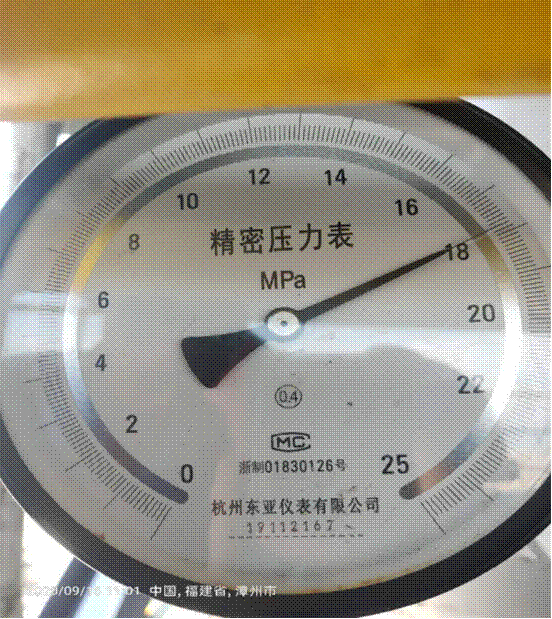 12 14
10 16
8 精密压力表 18
MPa
6 20
4 0.4 22
2 MC
0 浙制01830126号 25
杭州东亚仪表有限公司
19112167
中国, 福建省, 漳州市